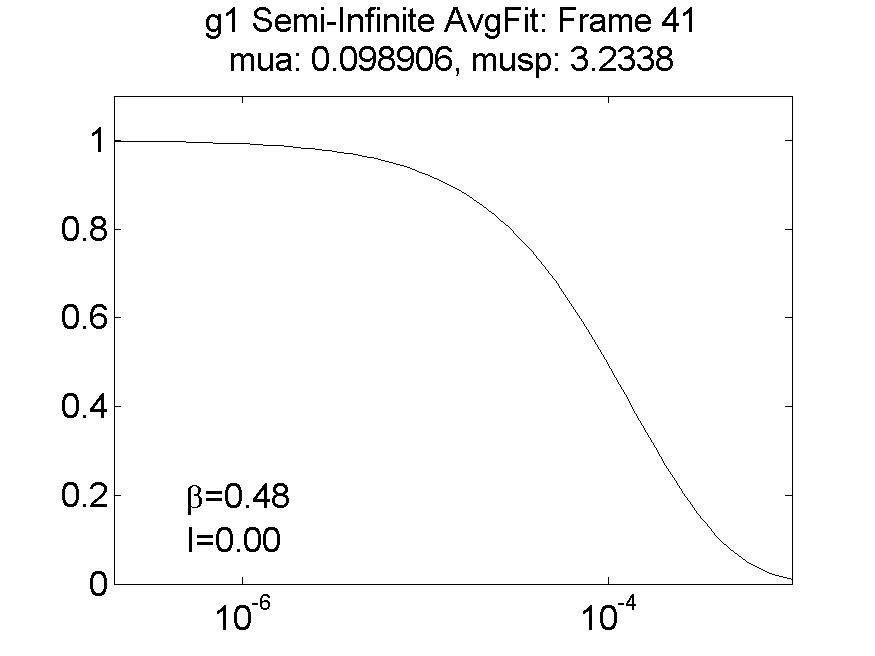 g1 Semi-Infinite AvgFit: Frame 41
mua: 0.098906, musp: 3.2338
1
0.8
0.6
0.4
0.2
0
β=0.48
I=0.00
10^-6
10^-4